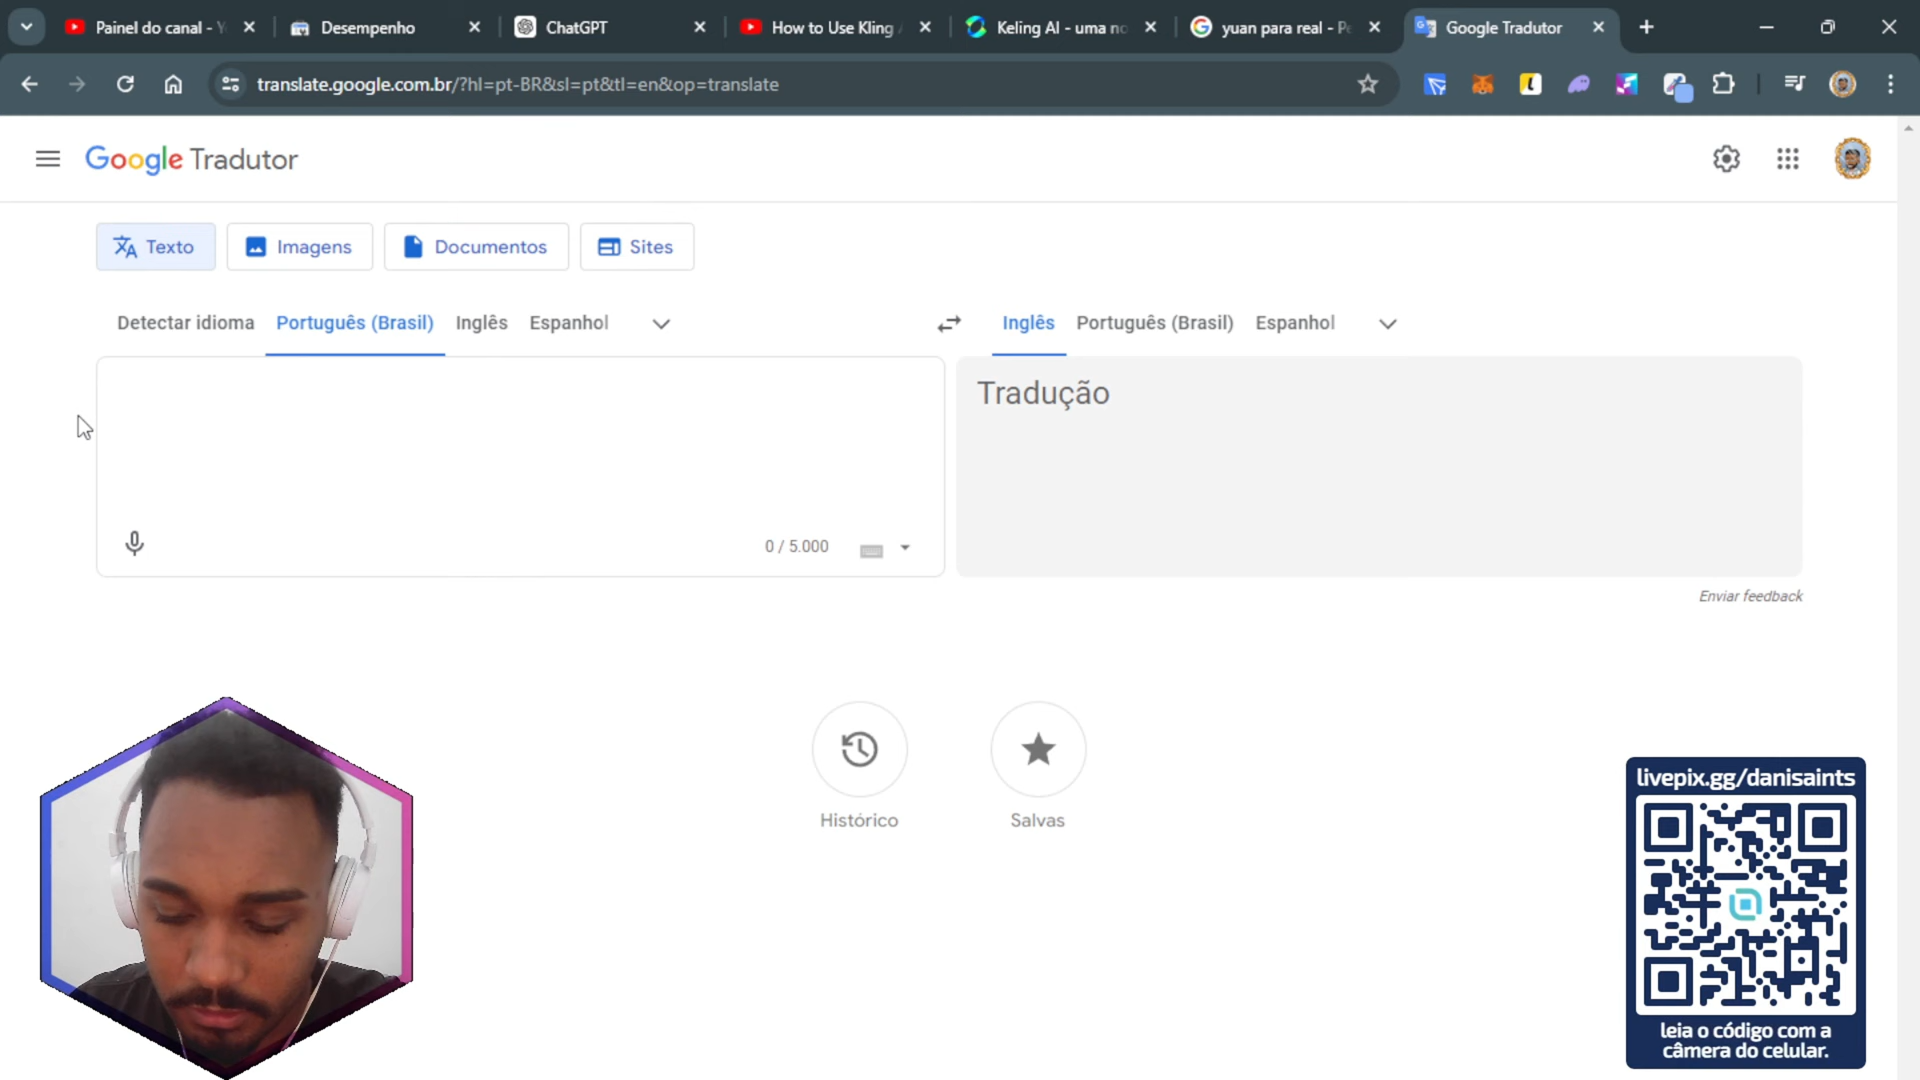 Painel do canal - Y
Desempenho
ChatGPT
How to Use Kling
Keling AI - uma no
yuan para real - Pe
Google Tradutor
translate.google.com.br/?hl=pt-BR&sl=pt&tl=en&op=translate
Google Tradutor
Texto
Imagens
Documentos
Sites
Detectar idioma
Português (Brasil)
Inglês
Espanhol
Inglês
Português (Brasil)
Espanhol
Tradução
0 / 5.000
Enviar feedback
Histórico
Salvas
livepix.gg/danisaints
leia o código com a
câmera do celular.